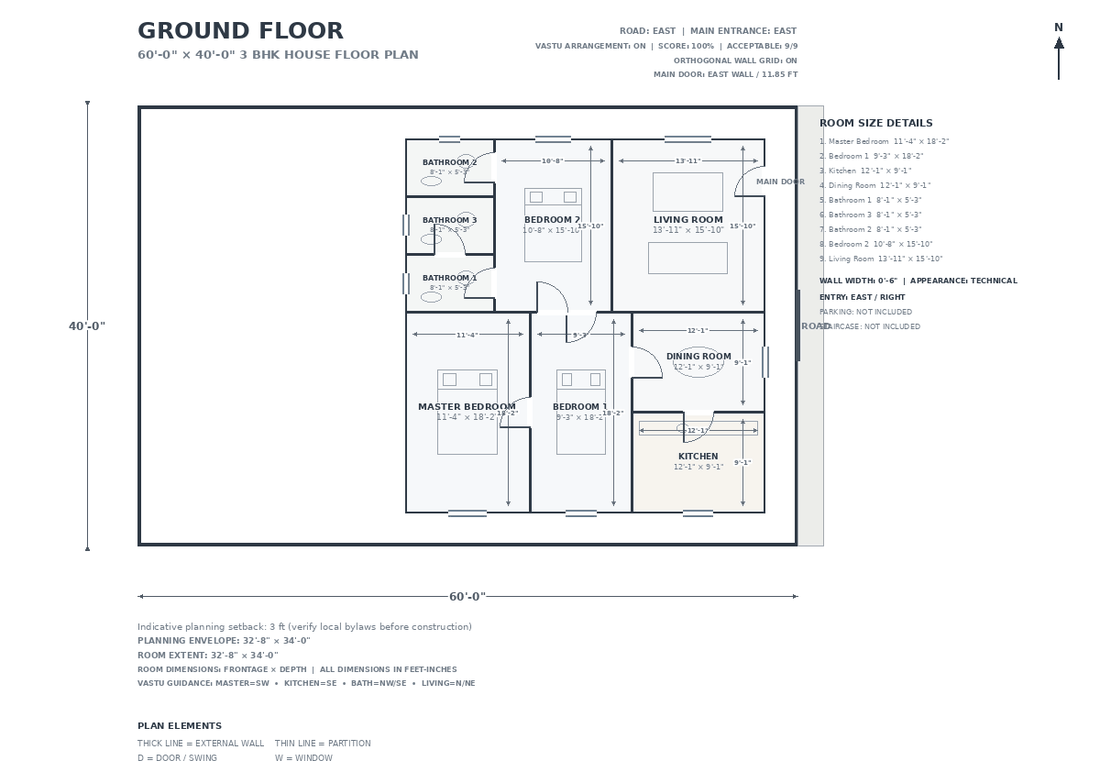 GROUND FLOOR
60'-0" × 40'-0" 3 BHK HOUSE FLOOR PLAN
ROAD: EAST | MAIN ENTRANCE: EAST
VASTU ARRANGEMENT: ON | SCORE: 100% | ACCEPTABLE: 9/9
ORTHOGONAL WALL GRID: ON
MAIN DOOR: EAST WALL / 11.85 FT
N
40'-0"
BATHROOM 2
8'-1" × 5'-3"
BATHROOM 3
8'-1" × 5'-3"
BATHROOM 1
8'-1" × 5'-3"
10'-8"
BEDROOM 2
10'-8" × 15'-10"
15'-10"
13'-11"
LIVING ROOM
13'-11" × 15'-10"
15'-10"
MAIN DOOR
11'-4"
MASTER BEDROOM
11'-4" × 18'-2"
18'-2"
9'-3"
BEDROOM 1
9'-3" × 18'-2"
18'-2"
12'-1"
DINING ROOM
12'-1" × 9'-1"
9'-1"
12'-1"
KITCHEN
12'-1" × 9'-1"
9'-1"
ROAD
ROOM SIZE DETAILS
1. Master Bedroom 11'-4" × 18'-2"
2. Bedroom 1 9'-3" × 18'-2"
3. Kitchen 12'-1" × 9'-1"
4. Dining Room 12'-1" × 9'-1"
5. Bathroom 1 8'-1" × 5'-3"
6. Bathroom 3 8'-1" × 5'-3"
7. Bathroom 2 8'-1" × 5'-3"
8. Bedroom 2 10'-8" × 15'-10"
9. Living Room 13'-11" × 15'-10"
WALL WIDTH: 0'-6" | APPEARANCE: TECHNICAL
ENTRY: EAST / RIGHT
PARKING: NOT INCLUDED
STAIRCASE: NOT INCLUDED
60'-0"
Indicative planning setback: 3 ft (verify local bylaws before construction)
PLANNING ENVELOPE: 32'-8" × 34'-0"
ROOM EXTENT: 32'-8" × 34'-0"
ROOM DIMENSIONS: FRONTAGE × DEPTH | ALL DIMENSIONS IN FEET-INCHES
VASTU GUIDANCE: MASTER=SW • KITCHEN=SE • BATH=NW/SE • LIVING=N/NE
PLAN ELEMENTS
THICK LINE = EXTERNAL WALL THIN LINE = PARTITION
D = DOOR / SWING W = WINDOW